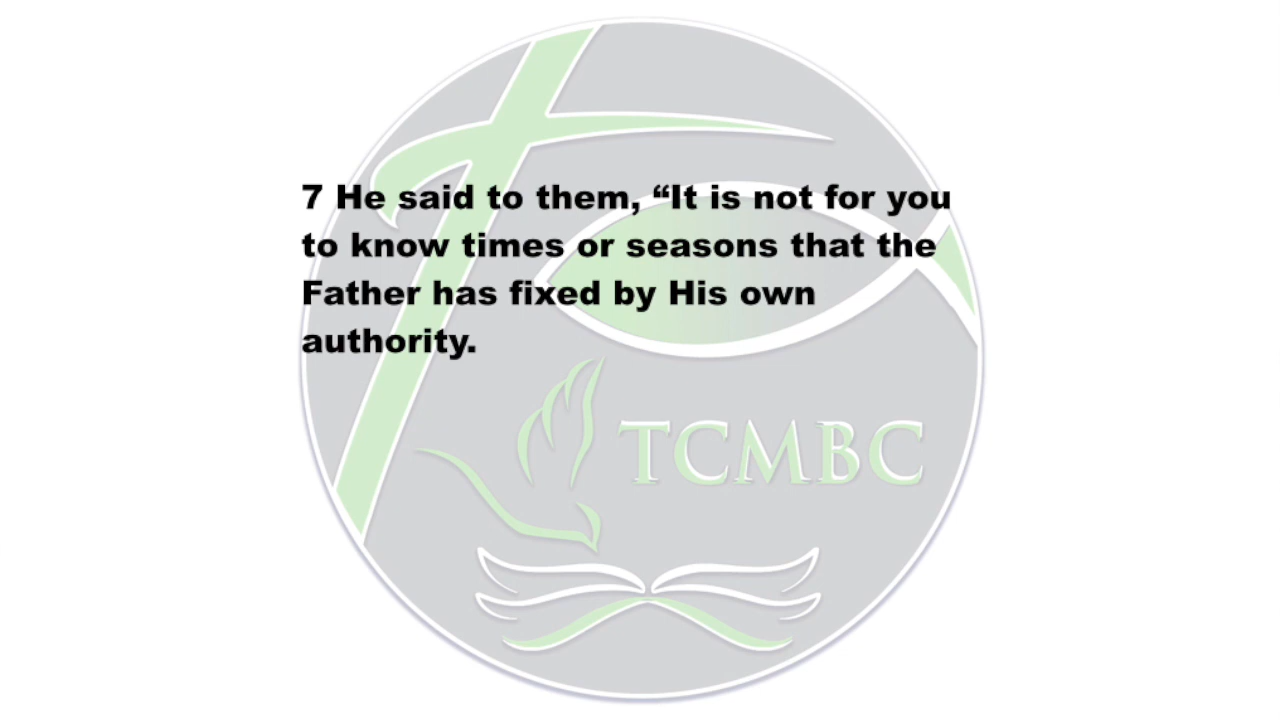 7 He said to them, “It is not for you
to know times or seasons that the
Father has fixed by His own
authority.
TCMBC